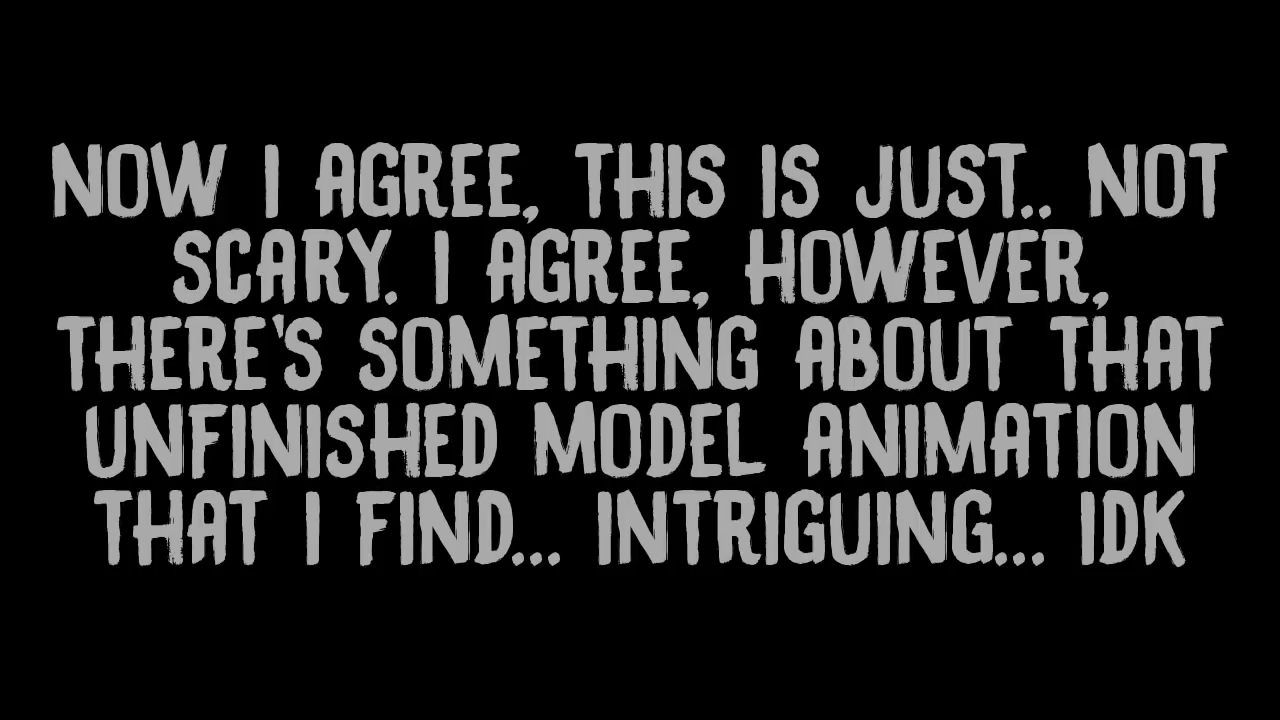 NOW I AGREE, THIS IS JUST.. NOT
SCARY. I AGREE, HOWEVER,
THERE'S SOMETHING ABOUT THAT
UNFINISHED MODEL ANIMATION
THAT I FIND... INTRIGUING... IDK